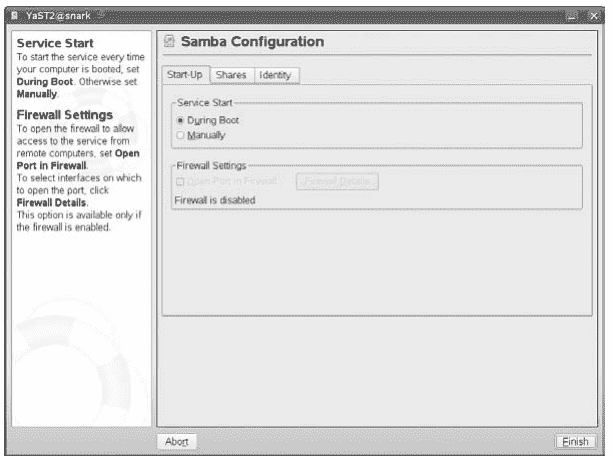 YaST2@snark
Service Start
To start the service every time
your computer is booted, set
During Boot. Otherwise set
Manually.
Firewall Settings
To open the firewall to allow
access to the service from
remote computers, set Open
Port in Firewall.
To select interfaces on which
to open the port, click
Firewall Details.
This option is available only if
the firewall is enabled.
Samba Configuration
Start-Up Shares Identity
Service Start
During Boot
Manually
Firewall Settings
Open Port in Firewall Firewall Details
Firewall is disabled
Abort Finish